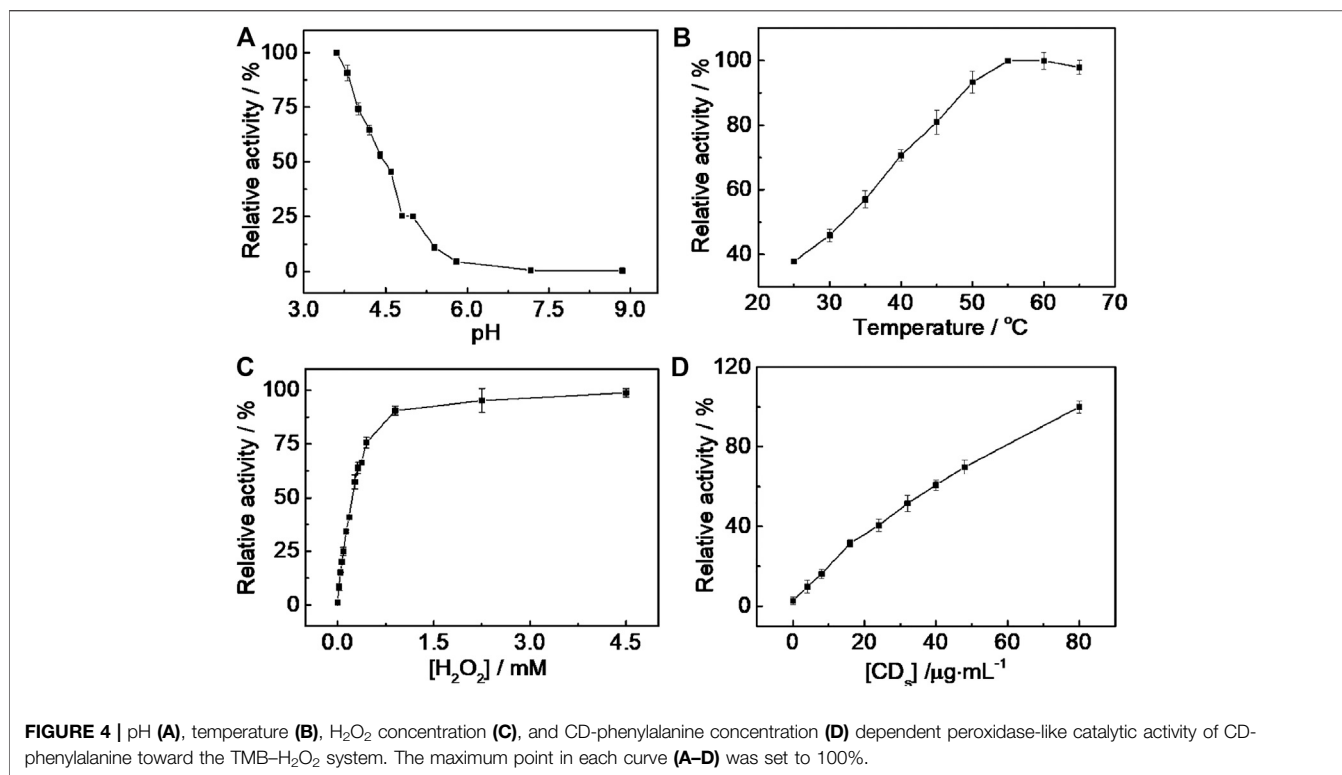 A
Relative activity / %
100
75
50
25
0
3.0 4.5 6.0 7.5 9.0
pH
B
Relative activity / %
100
80
60
40
20 30 40 50 60 70
Temperature / °C
C
Relative activity / %
100
75
50
25
0
0.0 1.5 3.0 4.5
[H₂O₂] / mM
D
Relative activity / %
120
80
40
0
0 20 40 60 80
[CDₛ] /μg·mL⁻¹
FIGURE 4 | pH (A), temperature (B), H₂O₂ concentration (C), and CD-phenylalanine concentration (D) dependent peroxidase-like catalytic activity of CD-
phenylalanine toward the TMB–H₂O₂ system. The maximum point in each curve (A–D) was set to 100%.